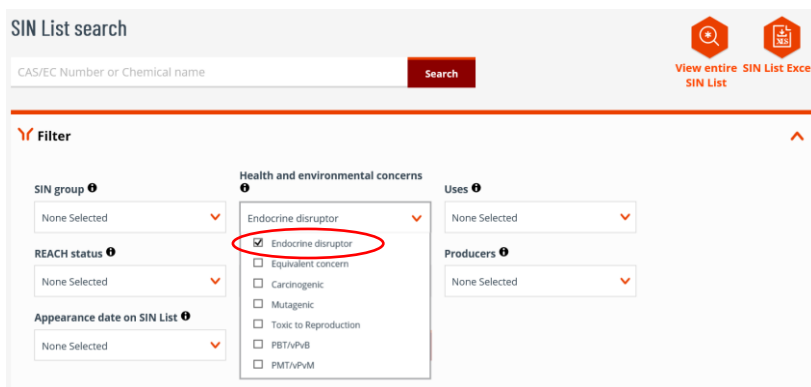 SIN List search
CAS/EC Number or Chemical name
Search
View entire
SIN List
SIN List Exce
Filter
SIN group
None Selected
Health and environmental concerns
Endocrine disruptor
Endocrine disruptor
Equivalent concern
Carcinogenic
Mutagenic
Toxic to Reproduction
PBT/vPvB
PMT/vPvM
Uses
None Selected
REACH status
None Selected
Producers
None Selected
Appearance date on SIN List
None Selected